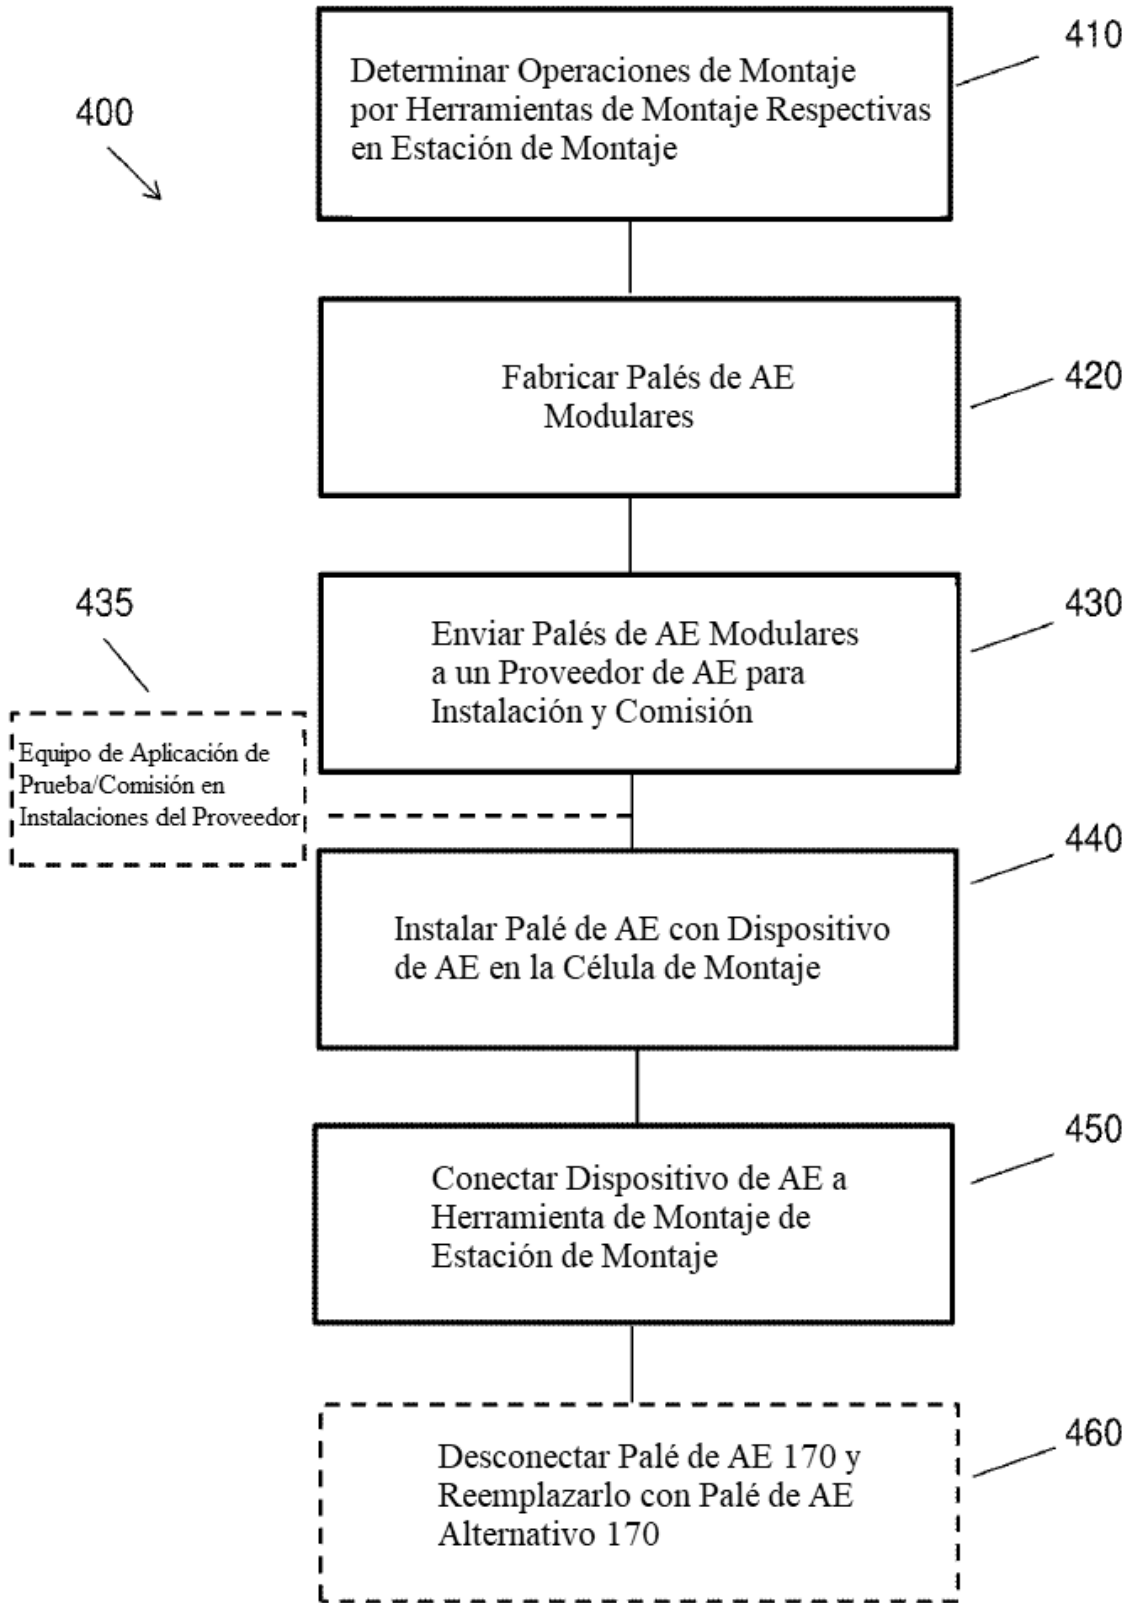 410
Determinar Operaciones de Montaje
por Herramientas de Montaje Respectivas
en Estación de Montaje
400
Fabricar Palés de AE
Modulares
420
430
Enviar Palés de AE Modulares
a un Proveedor de AE para
Instalación y Comisión
435
Equipo de Aplicación de
Prueba/Comisión en
Instalaciones del Proveedor
440
Instalar Palé de AE con Dispositivo
de AE en la Célula de Montaje
450
Conectar Dispositivo de AE a
Herramienta de Montaje de
Estación de Montaje
460
Desconectar Palé de AE 170 y
Reemplazarlo con Palé de AE
Alternativo 170